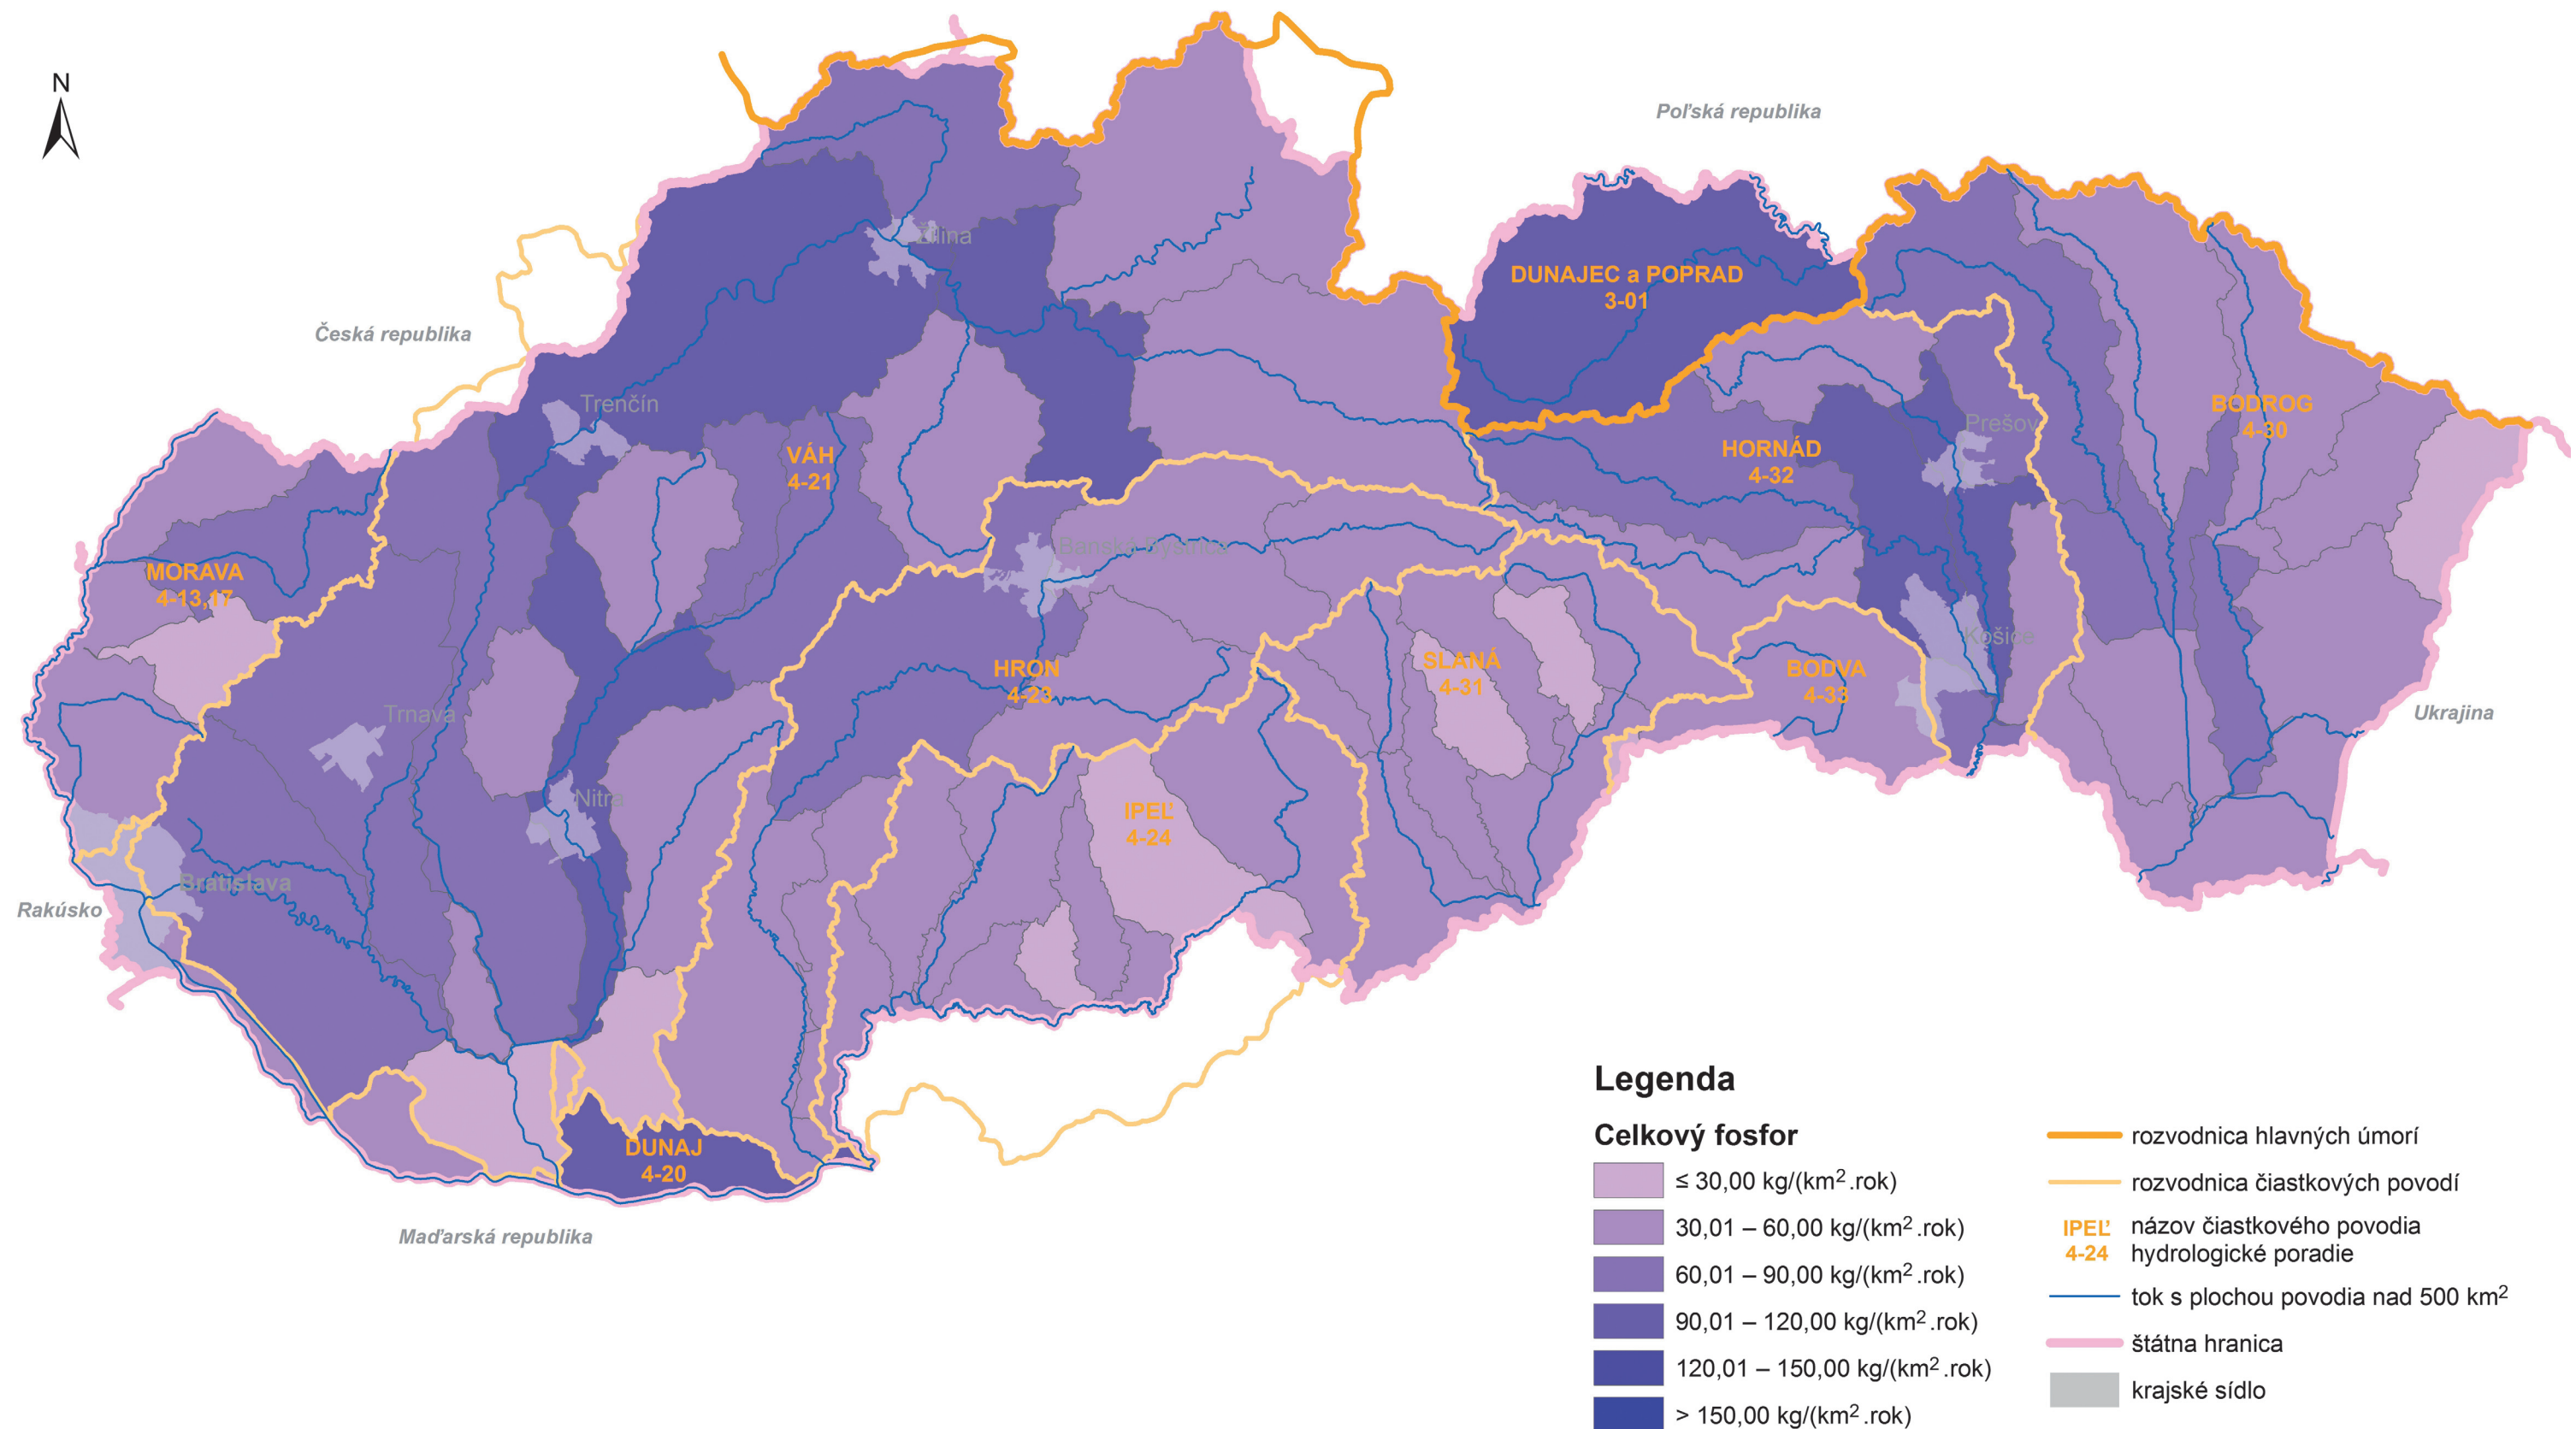 N
Poľská republika
Česká republika
Žilina
DUNAJEC a POPRAD
3-01
Trenčín
BODROG
4-30
Prešov
VÁH
4-21
HORNÁD
4-32
Banská Bystrica
MORAVA
4-13,17
Košice
HRON
4-23
SLANÁ
4-31
BODVA
4-33
Ukrajina
Trnava
Nitra
IPEĽ
4-24
Bratislava
Rakúsko
DUNAJ
4-20
Maďarská republika
Legenda
Celkový fosfor
≤ 30,00 kg/(km².rok)
30,01 – 60,00 kg/(km².rok)
60,01 – 90,00 kg/(km².rok)
90,01 – 120,00 kg/(km².rok)
120,01 – 150,00 kg/(km².rok)
> 150,00 kg/(km².rok)
rozvodnica hlavných úmorí
rozvodnica čiastkových povodí
IPEĽ
4-24
názov čiastkového povodia
hydrologické poradie
tok s plochou povodia nad 500 km²
štátna hranica
krajské sídlo